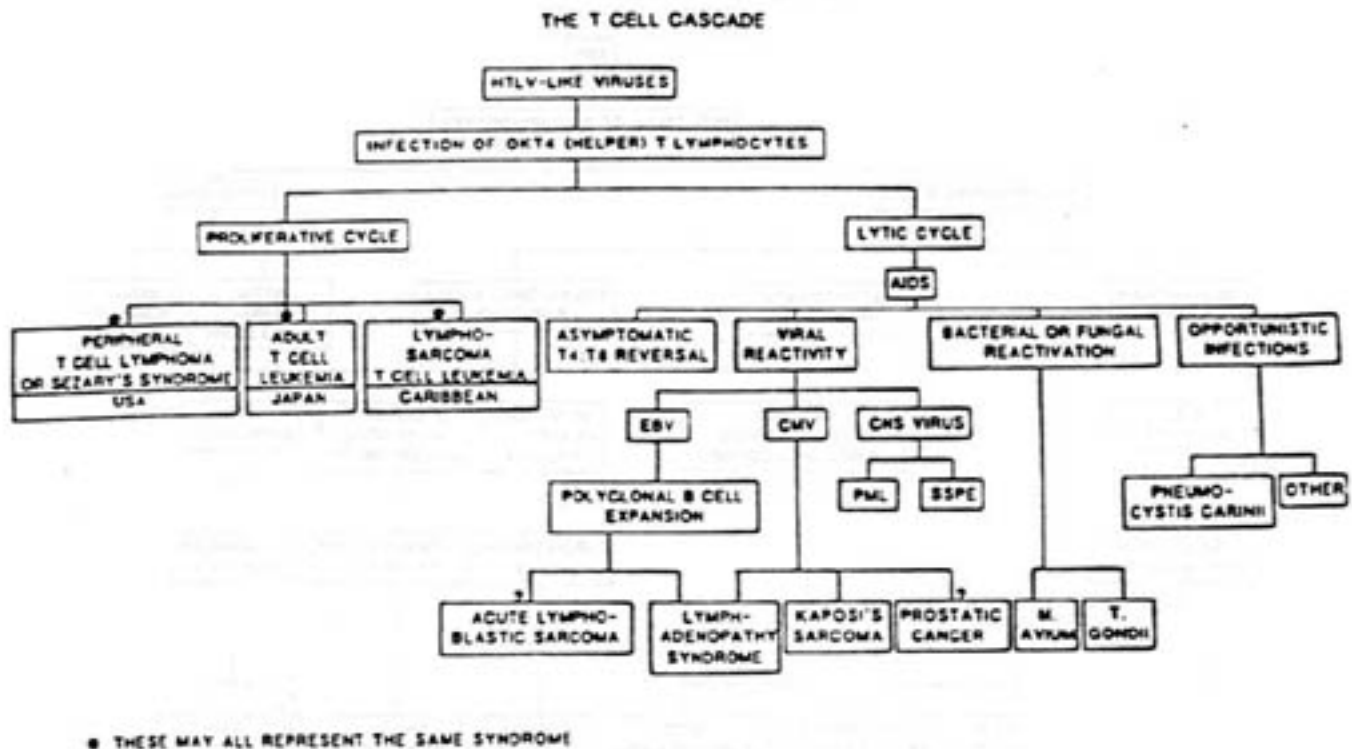 THE T CELL CASCADE
HTLV-LIKE VIRUSES
INFECTION OF OKT4 (HELPER) T LYMPHOCYTES
PROLIFERATIVE CYCLE
LYTIC CYCLE
AIDS
PERIPHERAL
T CELL LYMPHOMA
OR SEZARY'S SYNDROME
USA
ADULT
T CELL
LEUKEMIA
JAPAN
LYMPHO-
SARCOMA
T CELL LEUKEMIA
CARIBBEAN
ASYMPTOMATIC
T4:T8 REVERSAL
VIRAL
REACTIVITY
BACTERIAL OR FUNGAL
REACTIVATION
OPPORTUNISTIC
INFECTIONS
EBV
CMV
CNS VIRUS
POLYCLONAL B CELL
EXPANSION
PML
SSPE
PNEUMO-
CYSTIS CARINII
OTHER
?
ACUTE LYMPHO-
BLASTIC SARCOMA
LYMPH-
ADENOPATHY
SYNDROME
KAPOSI'S
SARCOMA
?
PROSTATIC
CANCER
M.
AVIUM
T.
GONDII
THESE MAY ALL REPRESENT THE SAME SYNDROME